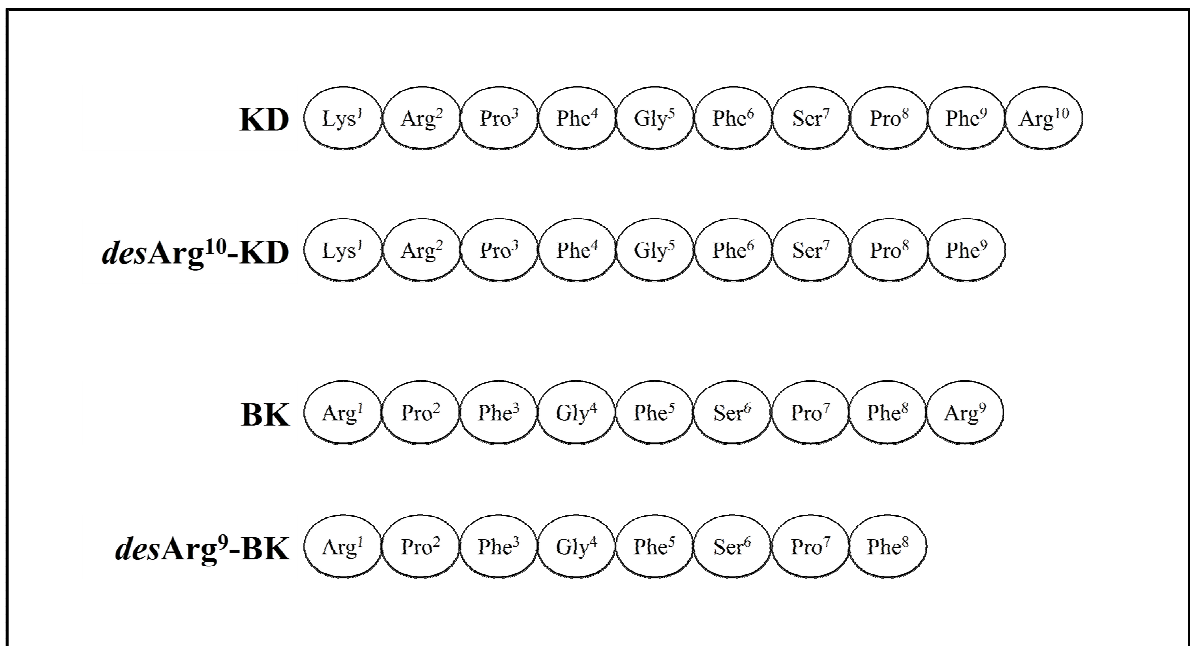 KD Lys¹ Arg² Pro³ Phe⁴ Gly⁵ Phe⁶ Ser⁷ Pro⁸ Phe⁹ Arg¹⁰
desArg¹⁰-KD Lys¹ Arg² Pro³ Phe⁴ Gly⁵ Phe⁶ Ser⁷ Pro⁸ Phe⁹
BK Arg¹ Pro² Phe³ Gly⁴ Phe⁵ Ser⁶ Pro⁷ Phe⁸ Arg⁹
desArg⁹-BK Arg¹ Pro² Phe³ Gly⁴ Phe⁵ Ser⁶ Pro⁷ Phe⁸